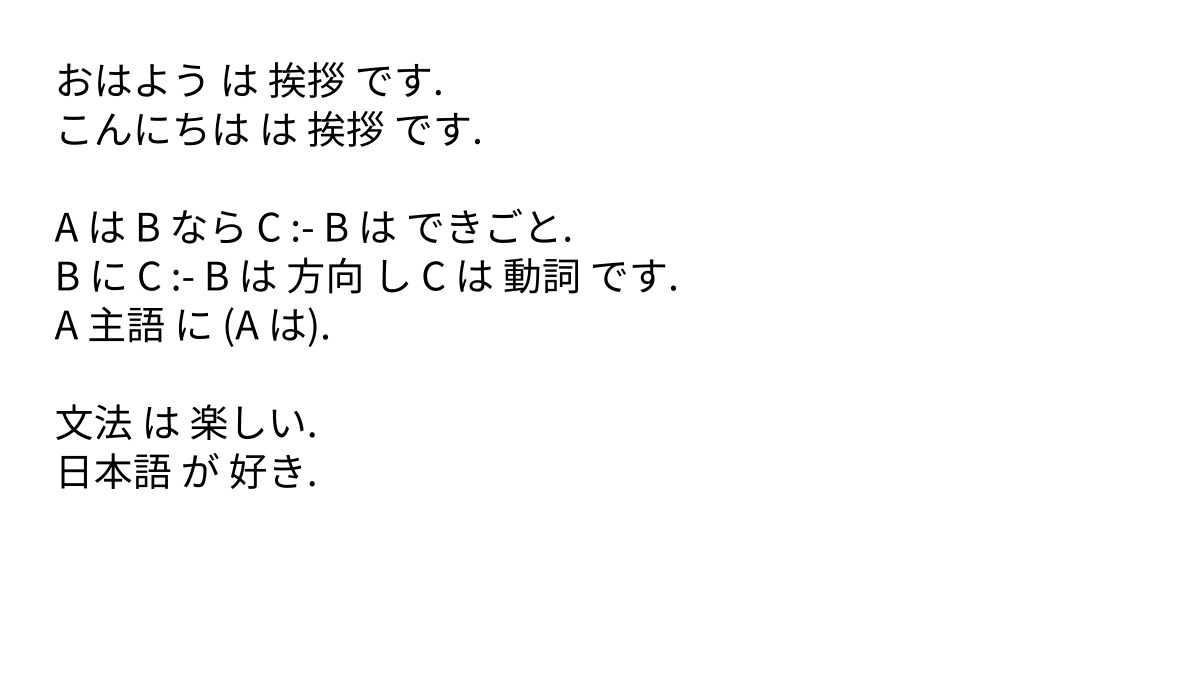 おはよう は 挨拶 です.
こんにちは は 挨拶 です.
A は B なら C :- B は できごと.
B に C :- B は 方向 し C は 動詞 です.
A 主語 に (A は).
文法 は 楽しい.
日本語 が 好き.